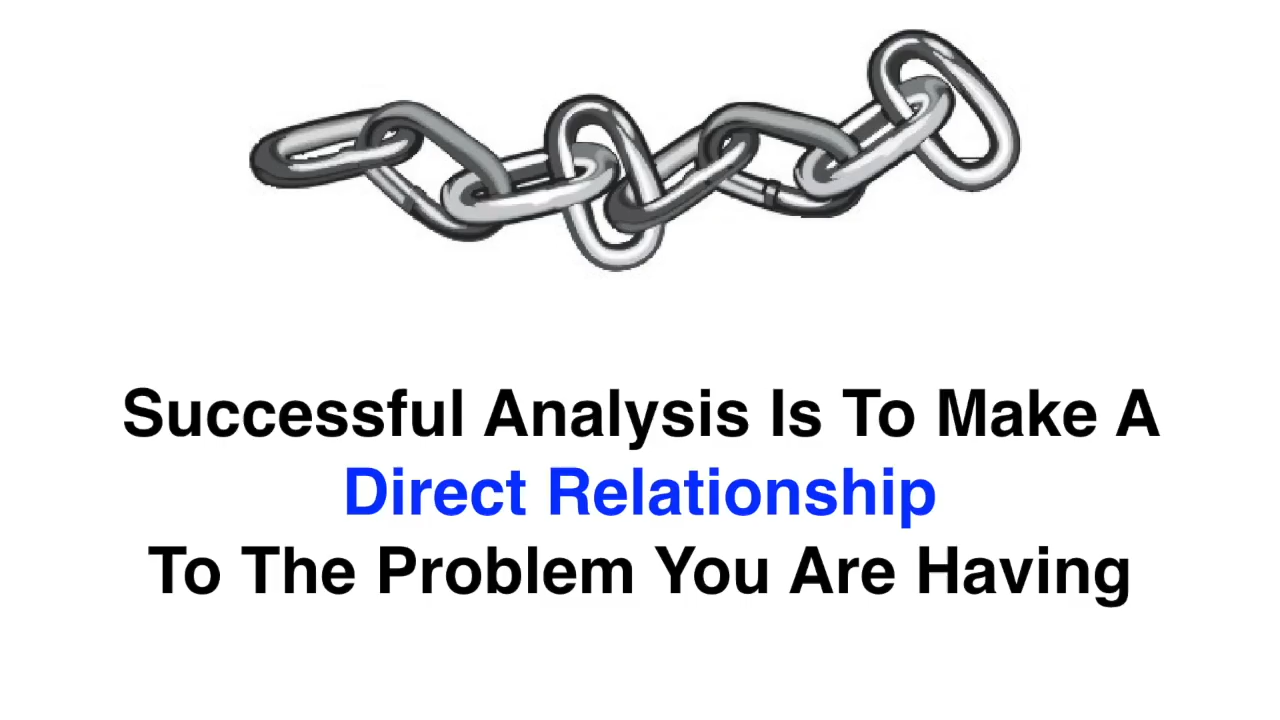 Successful Analysis Is To Make A
Direct Relationship
To The Problem You Are Having